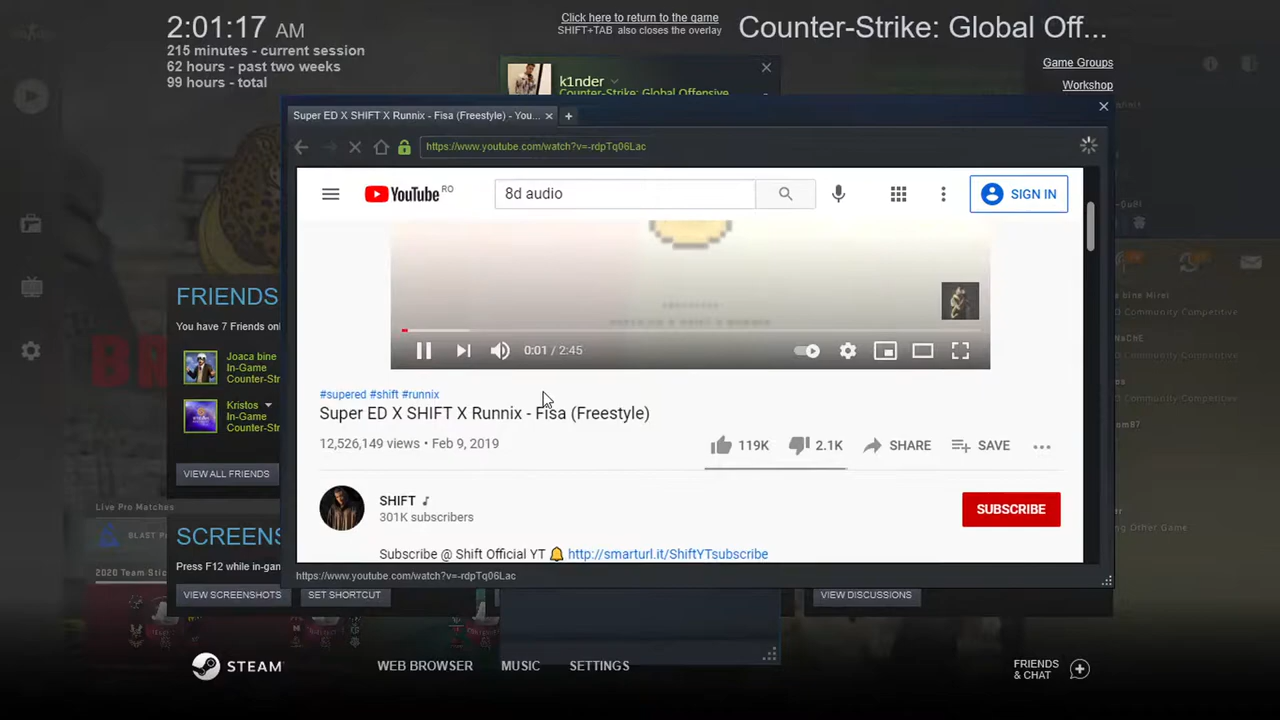 2:01:17 AM
215 minutes - current session
62 hours - past two weeks
99 hours - total
Click here to return to the game
SHIFT+TAB also closes the overlay
Counter-Strike: Global Off...
Game Groups
Workshop
k1nder
Counter-Strike: Global Offensive
Super ED X SHIFT X Runnix - Fisa (Freestyle) - You...
https://www.youtube.com/watch?v=-rdpTq06Lac
YouTube RO
8d audio
SIGN IN
0:01 / 2:45
#supered #shift #runnix
Super ED X SHIFT X Runnix - Fisa (Freestyle)
12,526,149 views • Feb 9, 2019
119K
2.1K
SHARE
SAVE
SHIFT
301K subscribers
SUBSCRIBE
Subscribe @ Shift Official YT 🔔 http://smarturl.it/ShiftYTsubscribe
https://www.youtube.com/watch?v=-rdpTq06Lac
FRIENDS
You have 7 Friends onl
Joaca bine
In-Game
Counter-Str
Kristos
In-Game
Counter-Str
VIEW ALL FRIENDS
Live Pro Matches
BLAST P
2020 Team Stic
SCREENS
Press F12 while in-gam
VIEW SCREENSHOTS
SET SHORTCUT
VIEW DISCUSSIONS
STEAM
WEB BROWSER
MUSIC
SETTINGS
FRIENDS
& CHAT